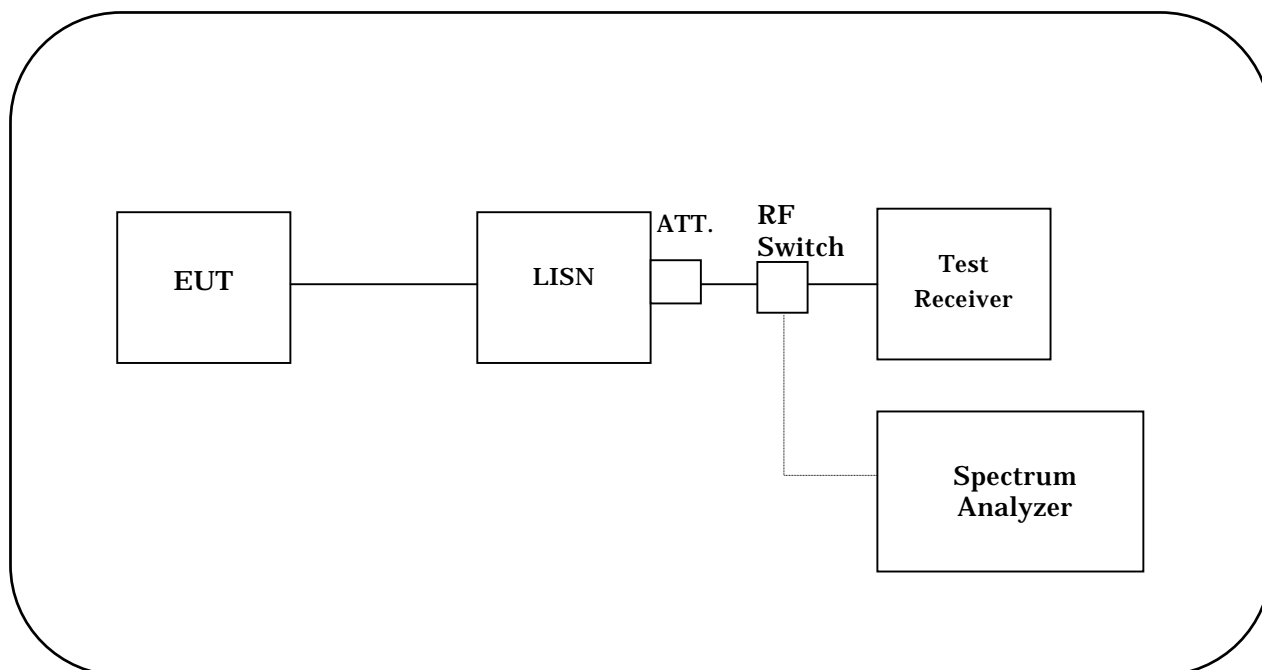 EUT
LISN
ATT.
RF
Switch
Test
Receiver
Spectrum
Analyzer